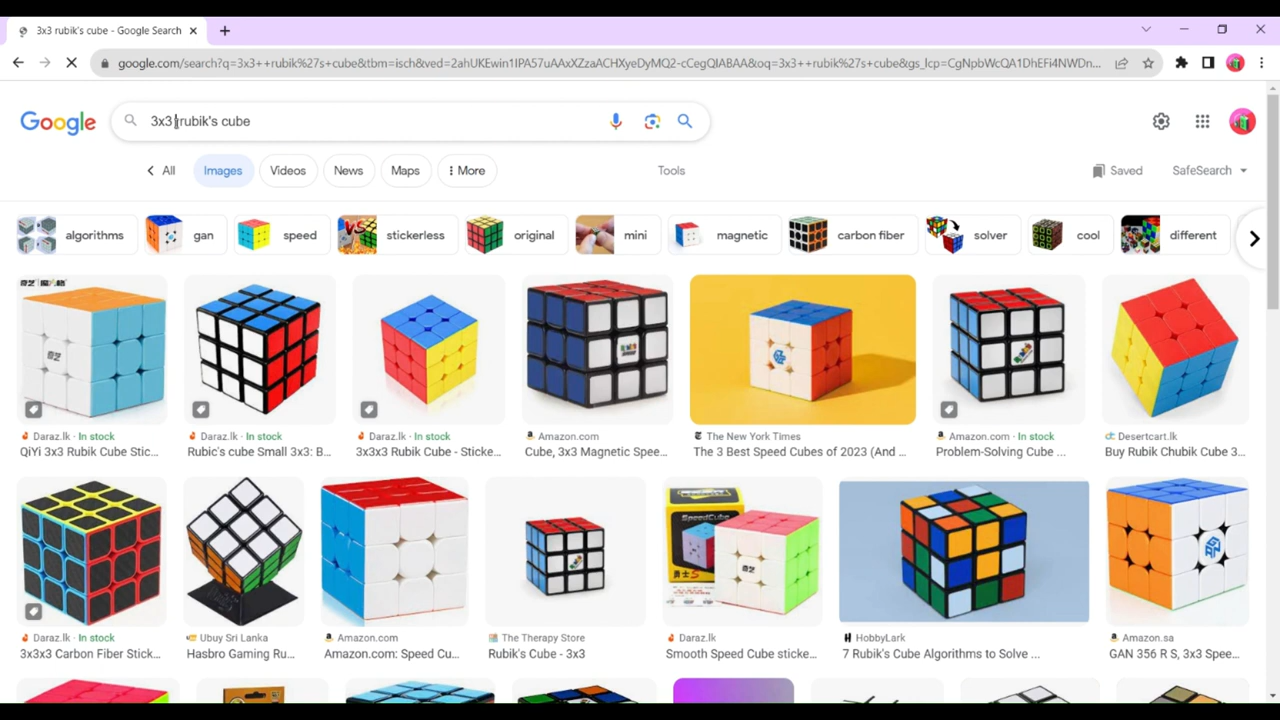 3x3 rubik's cube - Google Search
google.com/search?q=3x3++rubik%27s+cube&tbm=isch&ved=2ahUKEwin1IPA57uAAxXZzaACHXyeDyMQ2-cCegQIABAA&oq=3x3++rubik%27s+cube&gs_lcp=CgNpbWcQA1DhEFi4NWDn...
Google
3x3 rubik's cube
All Images Videos News Maps More Tools Saved SafeSearch
algorithms gan speed stickerless original mini magnetic carbon fiber solver cool different
Daraz.lk · In stock
QiYi 3x3 Rubik Cube Stic...
Daraz.lk · In stock
Rubic's cube Small 3x3: B...
Daraz.lk · In stock
3x3x3 Rubik Cube - Sticke...
Amazon.com
Cube, 3x3 Magnetic Spee...
The New York Times
The 3 Best Speed Cubes of 2023 (And ...
Amazon.com · In stock
Problem-Solving Cube ...
Desertcart.lk
Buy Rubik Chubik Cube 3...
SpeedCube
Daraz.lk · In stock
3x3x3 Carbon Fiber Stick...
Ubuy Sri Lanka
Hasbro Gaming Ru...
Amazon.com
Amazon.com: Speed Cu...
The Therapy Store
Rubik's Cube - 3x3
Daraz.lk
Smooth Speed Cube sticke...
HobbyLark
7 Rubik's Cube Algorithms to Solve ...
Amazon.sa
GAN 356 R S, 3x3 Spee...